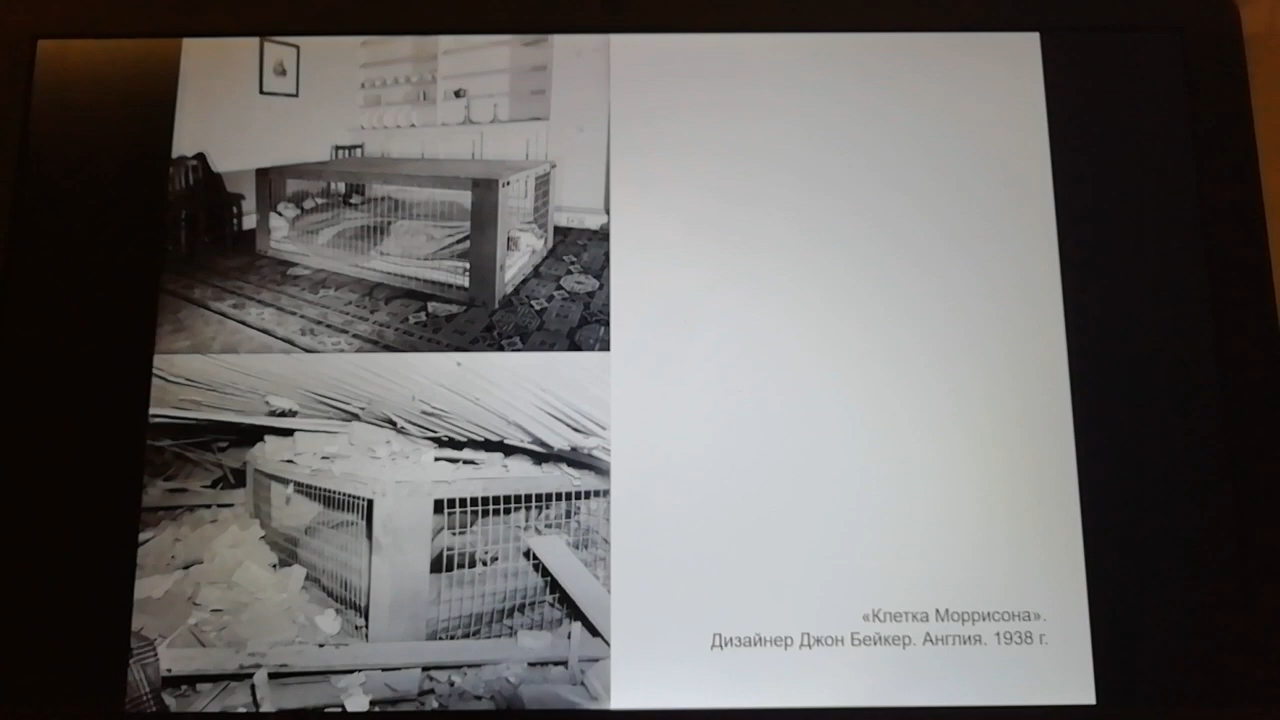 «Клетка Моррисона».
Дизайнер Джон Бейкер. Англия. 1938 г.